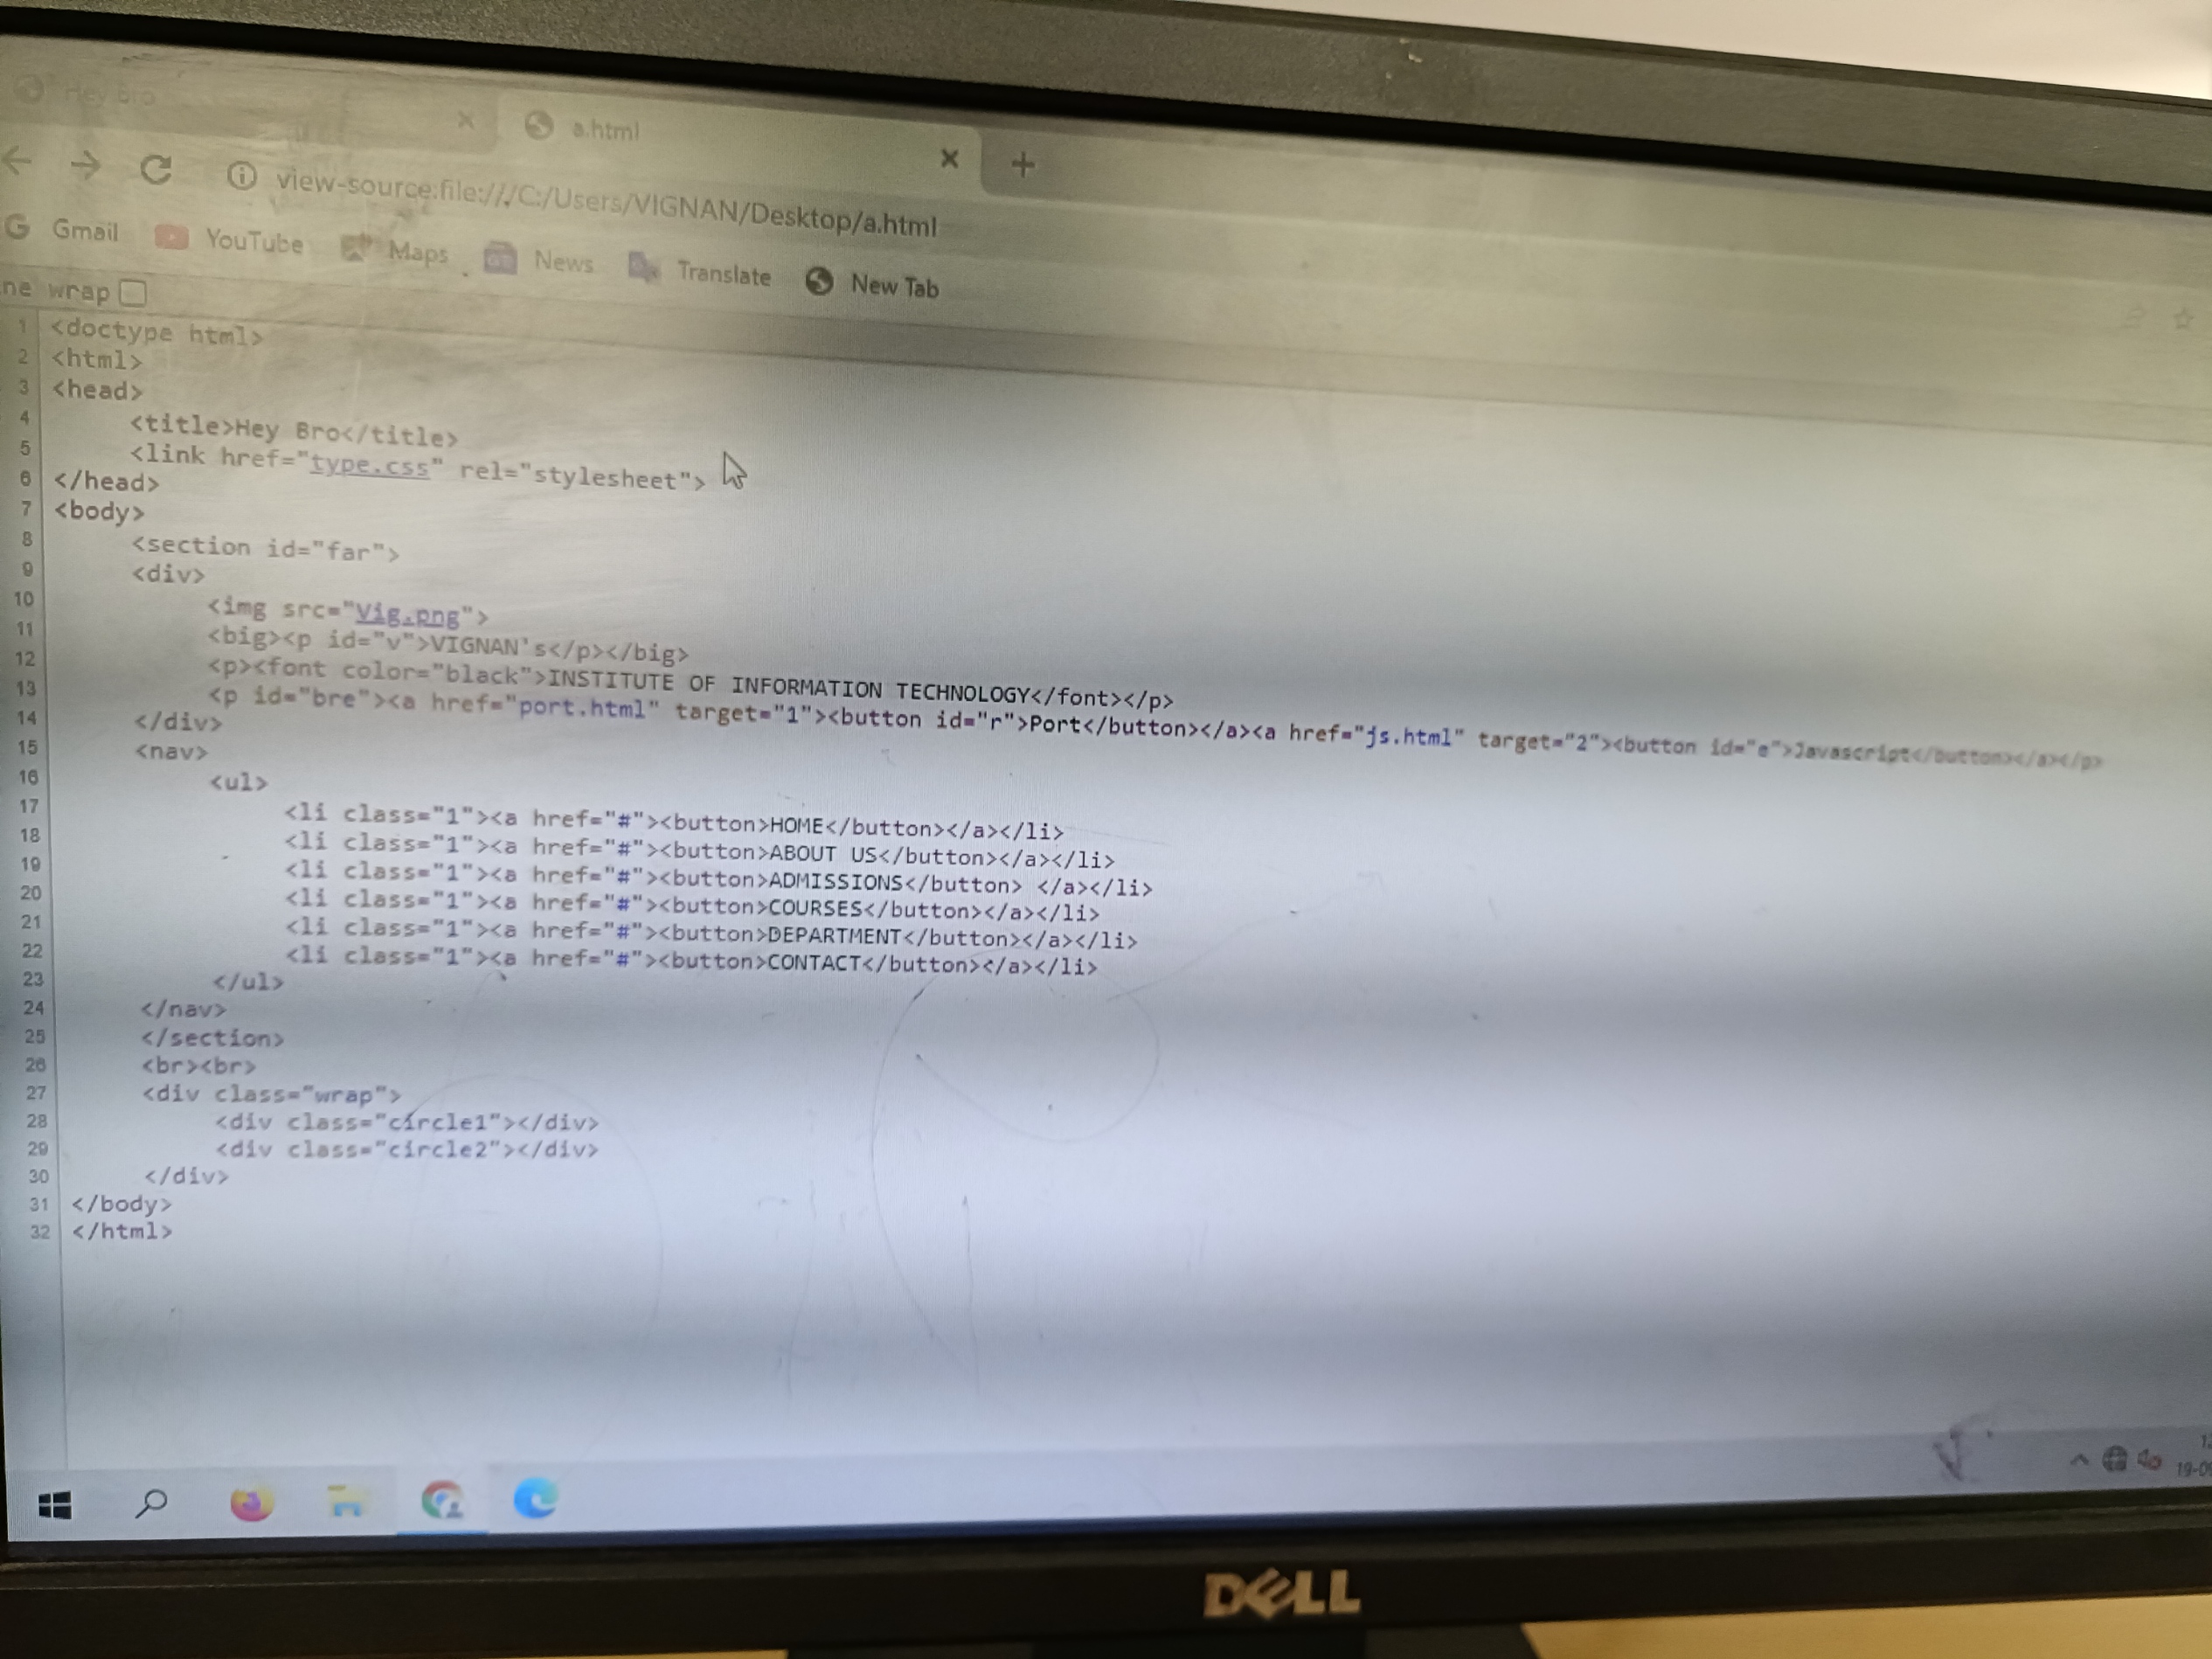 Hey Bro
a.html
view-source:file:///C:/Users/VIGNAN/Desktop/a.html
Gmail YouTube Maps News Translate New Tab
ne wrap
1 <doctype html>
2 <html>
3 <head>
4 <title>Hey Bro</title>
5 <link href="type.css" rel="stylesheet">
6 </head>
7 <body>
8 <section id="far">
9 <div>
10 <img src="Vig.png">
11 <big><p id="v">VIGNAN's</p></big>
12 <p><font color="black">INSTITUTE OF INFORMATION TECHNOLOGY</font></p>
13 <p id="bre"><a href="port.html" target="1"><button id="r">Port</button></a><a href="js.html" target="2"><button id="e">Javascript</button></a></p>
14 </div>
15 <nav>
16 <ul>
17 <li class="1"><a href="#"><button>HOME</button></a></li>
18 <li class="1"><a href="#"><button>ABOUT US</button></a></li>
19 <li class="1"><a href="#"><button>ADMISSIONS</button> </a></li>
20 <li class="1"><a href="#"><button>COURSES</button></a></li>
21 <li class="1"><a href="#"><button>DEPARTMENT</button></a></li>
22 <li class="1"><a href="#"><button>CONTACT</button></a></li>
23 </ul>
24 </nav>
25 </section>
26 <br><br>
27 <div class="wrap">
28 <div class="circle1"></div>
29 <div class="circle2"></div>
30 </div>
31 </body>
32 </html>
DELL